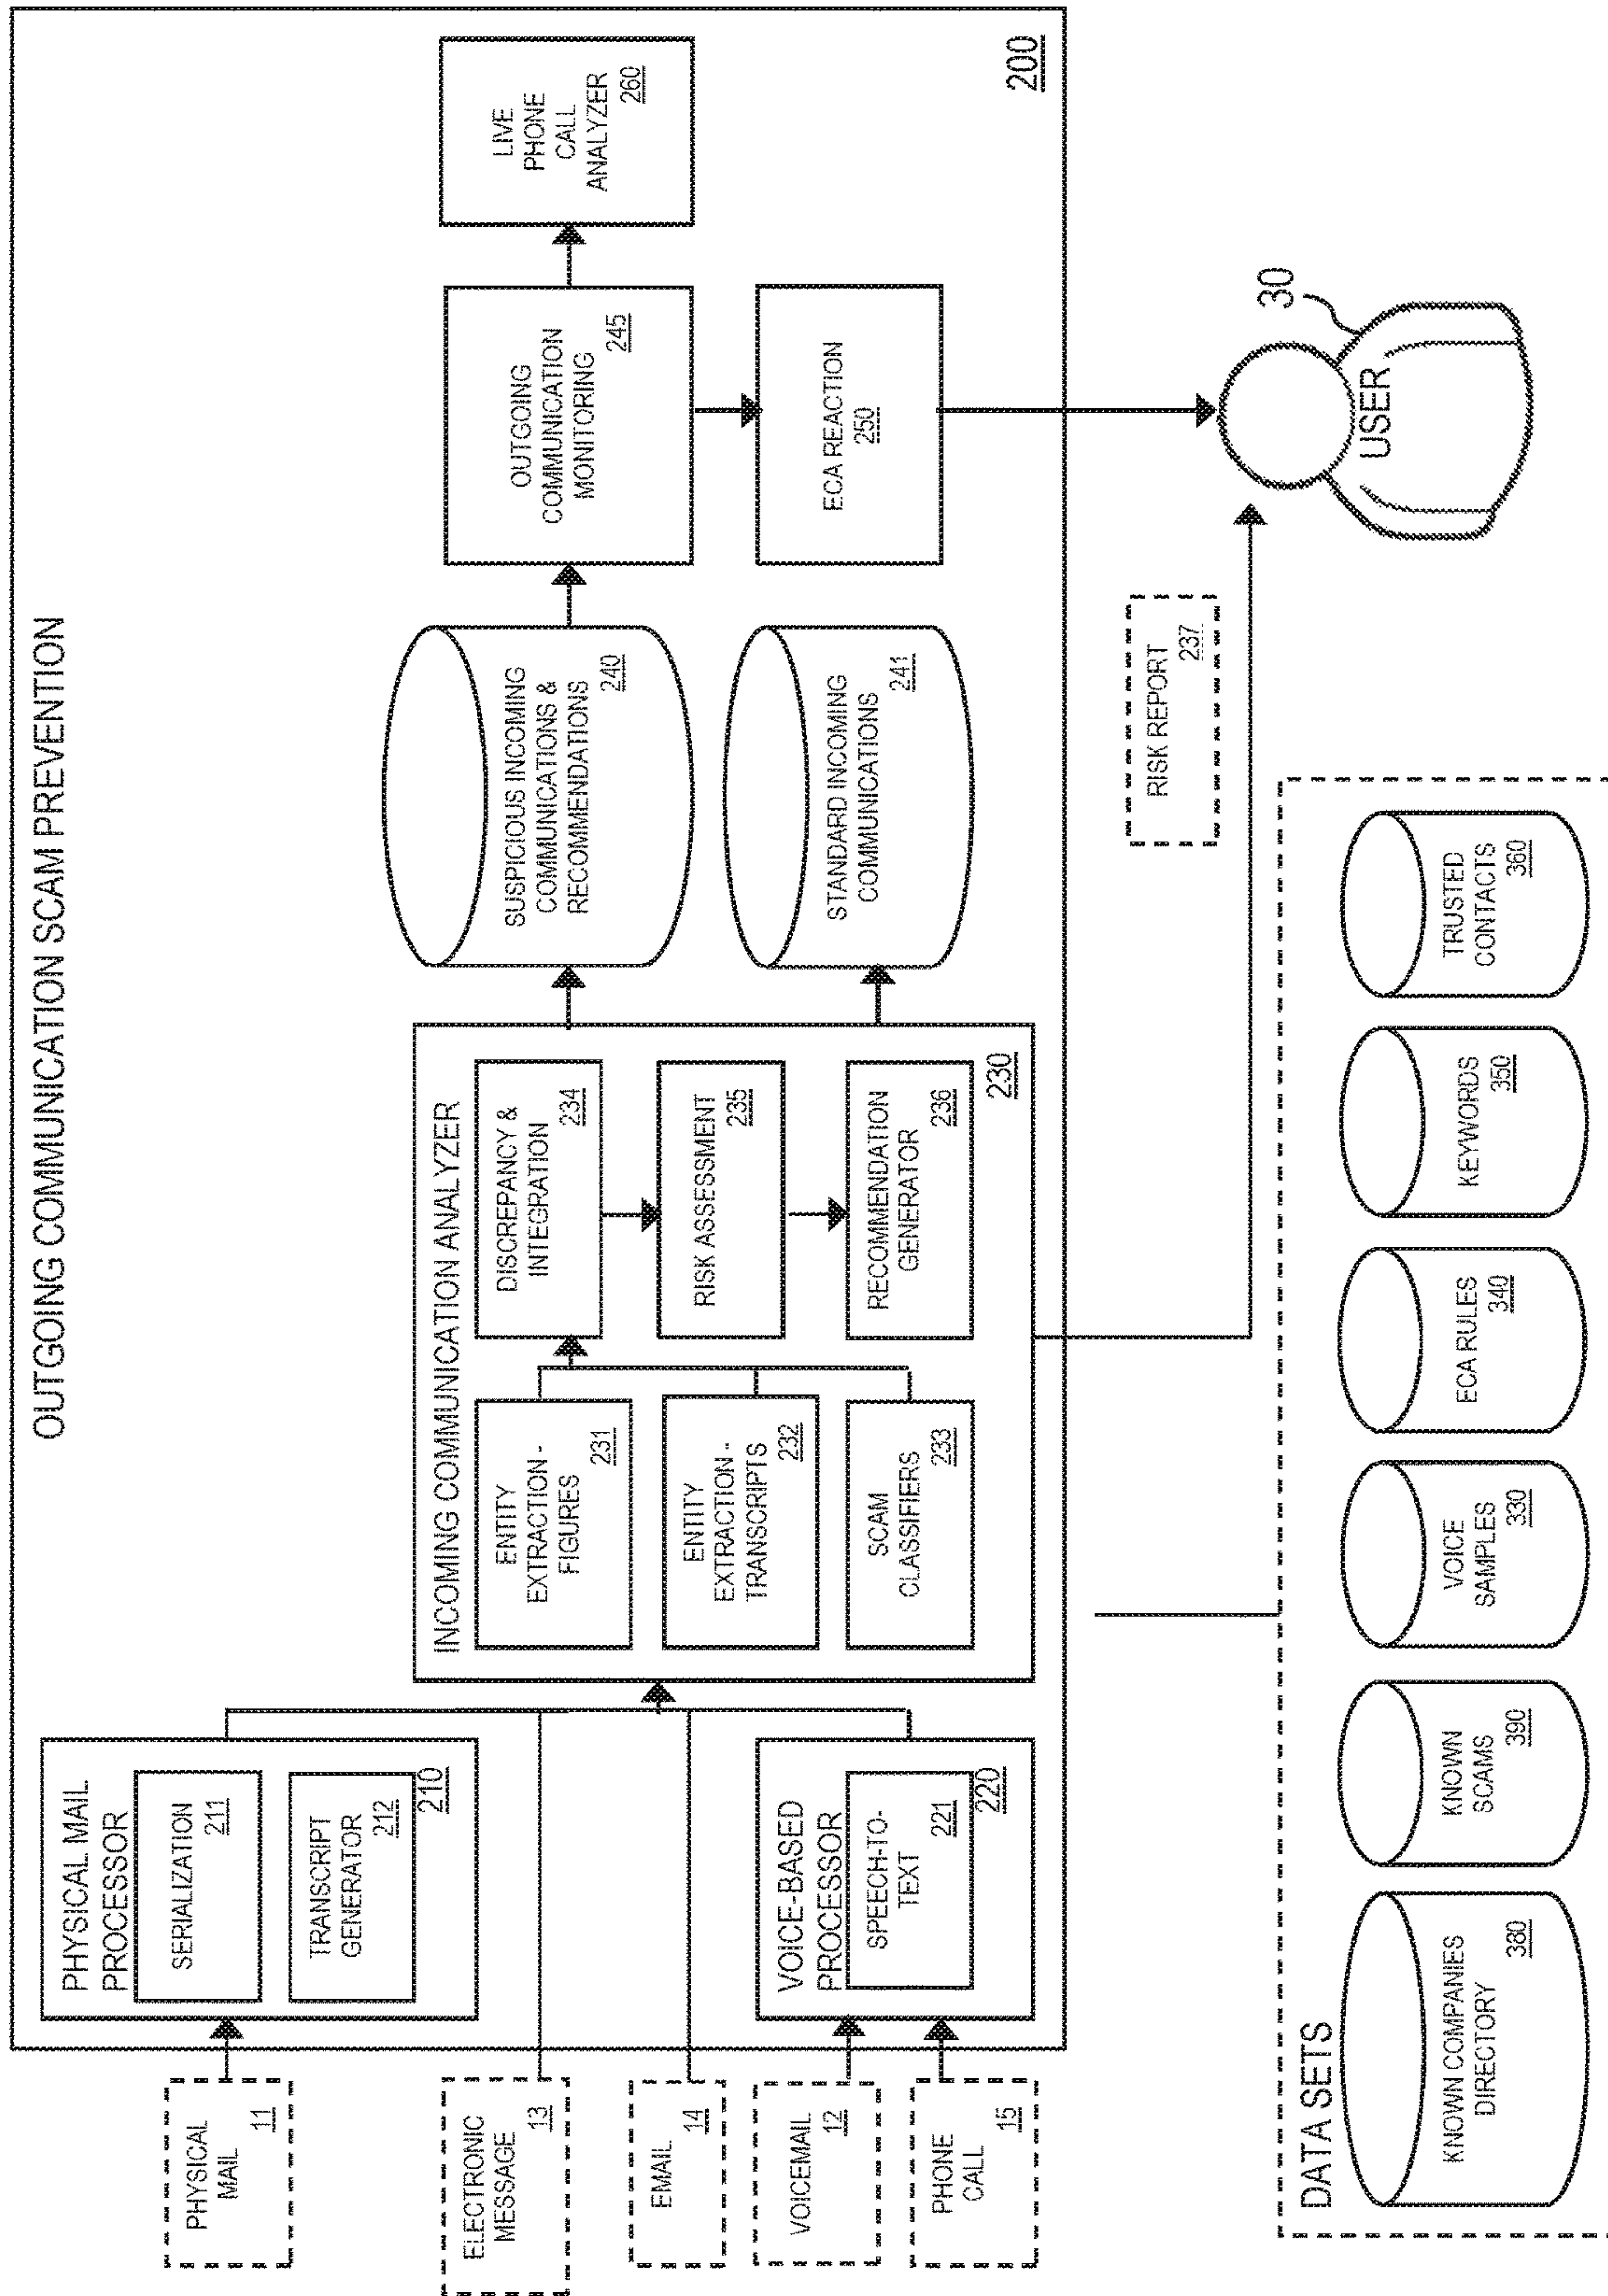 OUTGOING COMMUNICATION SCAM PREVENTION
PHYSICAL
MAIL
11
ELECTRONIC
MESSAGE
13
EMAIL
14
VOICEMAIL
12
PHONE
CALL
15
PHYSICAL MAIL
PROCESSOR
SERIALIZATION
211
TRANSCRIPT
GENERATOR
212
210
VOICE-BASED
PROCESSOR
SPEECH-TO-
TEXT
221
220
INCOMING COMMUNICATION ANALYZER
ENTITY
EXTRACTION -
FIGURES
231
ENTITY
EXTRACTION -
TRANSCRIPTS
232
SCAM
CLASSIFIERS
233
DISCREPANCY &
INTEGRATION
234
RISK ASSESSMENT
235
RECOMMENDATION
GENERATOR
236
230
SUSPICIOUS INCOMING
COMMUNICATIONS &
RECOMMENDATIONS
240
STANDARD INCOMING
COMMUNICATIONS
241
OUTGOING
COMMUNICATION
MONITORING
245
ECA REACTION
250
LIVE
PHONE
CALL
ANALYZER
260
200
RISK REPORT
237
USER
30
DATA SETS
KNOWN COMPANIES
DIRECTORY
380
KNOWN
SCAMS
390
VOICE
SAMPLES
330
ECA RULES
340
KEYWORDS
350
TRUSTED
CONTACTS
360